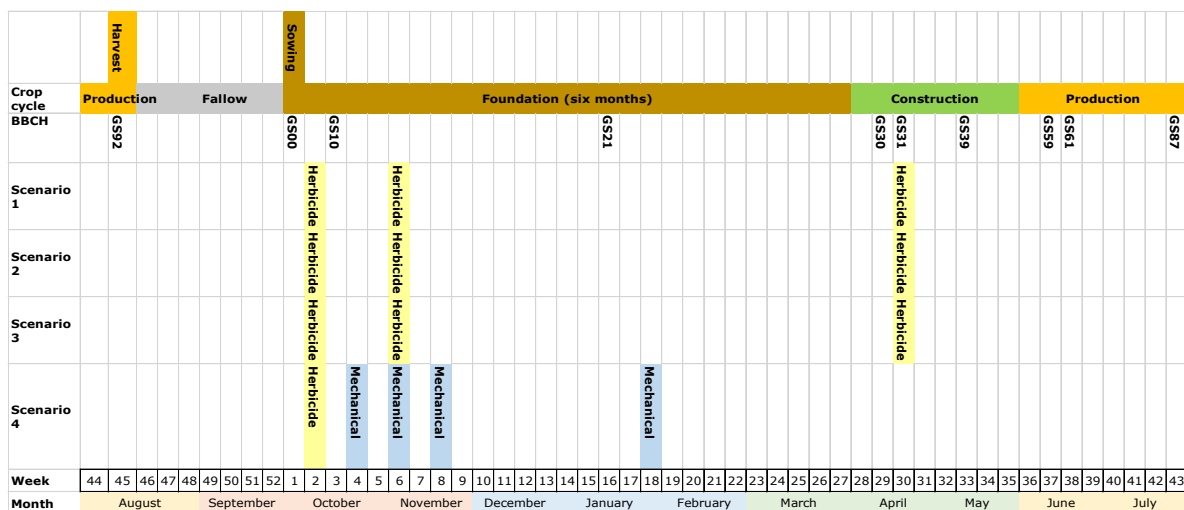 Harvest
Sowing
Crop cycle
Production
Fallow
Foundation (six months)
Construction
Production
BBCH
GS92
GS00
GS10
GS21
GS30
GS31
GS39
GS59
GS61
GS87
Scenario 1
Herbicide
Herbicide
Herbicide
Scenario 2
Herbicide
Herbicide
Herbicide
Scenario 3
Herbicide
Herbicide
Herbicide
Scenario 4
Herbicide
Mechanical
Mechanical
Mechanical
Mechanical
Week 44 45 46 47 48 49 50 51 52 1 2 3 4 5 6 7 8 9 10 11 12 13 14 15 16 17 18 19 20 21 22 23 24 25 26 27 28 29 30 31 32 33 34 35 36 37 39 40 41 42 43
Month August September October November December January February March April May June July